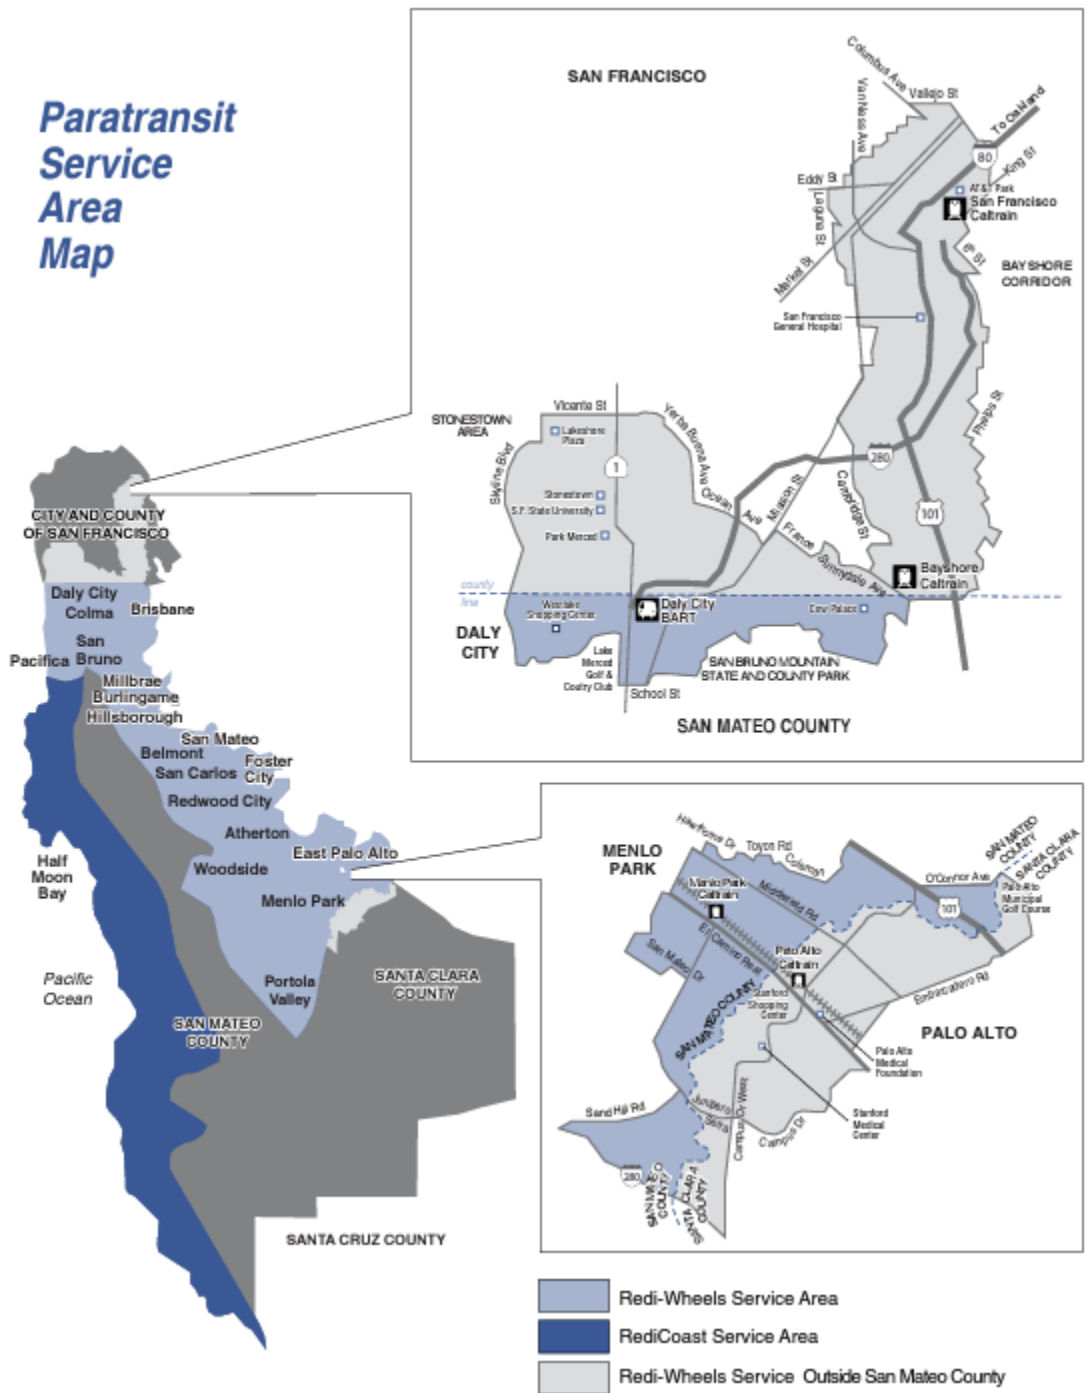 Paratransit
Service
Area
Map
SAN FRANCISCO
Columbus Ave
Vallejo St
Van Ness Ave
To Oakland
80
King St
Eddy St
Laguna St
AT&T Park
San Francisco
Caltrain
Market St
6th St
BAYSHORE
CORRIDOR
San Francisco
General Hospital
Phelps St
Vicente St
STONESTOWN
AREA
Lakeshore
Plaza
Yerba Buena Ave
Skyline Blvd
1
280
Ocean Ave
Mission St
Cambridge St
Stonestown
S.F. State University
Park Merced
101
France
Sunnydale Ave
Bayshore
Caltrain
county
line
Westlake
Shopping Center
Daly City
BART
Cow Palace
DALY
CITY
Lake
Merced
Golf &
Coutry Club
SAN BRUNO MOUNTAIN
STATE AND COUNTY PARK
School St
SAN MATEO COUNTY
CITY AND COUNTY
OF SAN FRANCISCO
Daly City
Colma
Brisbane
San
Bruno
Pacifica
Millbrae
Burlingame
Hillsborough
San Mateo
Belmont
Foster
City
San Carlos
Redwood City
Atherton
East Palo Alto
Half
Moon
Bay
Woodside
Menlo Park
Pacific
Ocean
Portola
Valley
SANTA CLARA
COUNTY
SAN MATEO
COUNTY
SANTA CRUZ COUNTY
MENLO
PARK
Toyon Rd
Coleman
SAN MATEO
COUNTY
SANTA CLARA
COUNTY
O'Connor Ave
Menlo Park
Caltrain
Middlefield Rd
101
Palo Alto
Municipal
Golf Course
El Camino Real
San Mateo Dr
Palo Alto
Caltrain
Embarcadero Rd
Stanford
Shopping
Center
SAN MATEO COUNTY
PALO ALTO
Palo Alto
Medical
Foundation
Sand Hill Rd
Junipero
Serra
Campus Dr West
Campus Dr
Stanford
Medical
Center
280
SAN MATEO
COUNTY
SANTA CLARA
COUNTY
Redi-Wheels Service Area
RediCoast Service Area
Redi-Wheels Service Outside San Mateo County